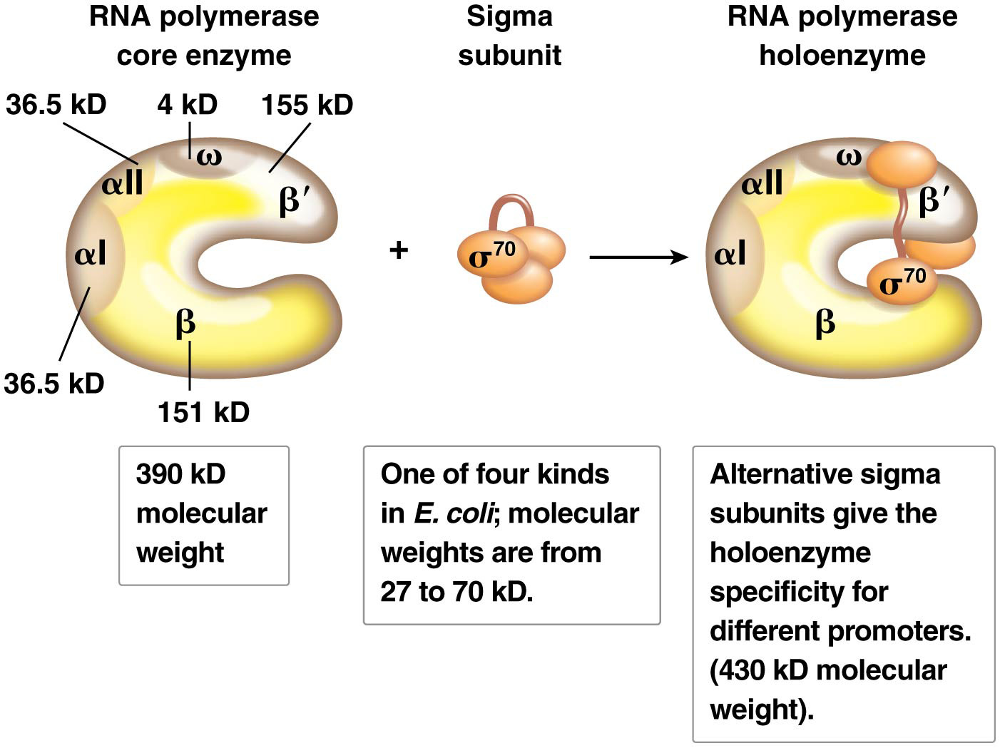 RNA polymerase
core enzyme
Sigma
subunit
RNA polymerase
holoenzyme
36.5 kD
4 kD
155 kD
ω
αII
β′
αI
β
36.5 kD
151 kD
+
σ70
ω
αII
β′
αI
σ70
β
390 kD
molecular
weight
One of four kinds
in E. coli; molecular
weights are from
27 to 70 kD.
Alternative sigma
subunits give the
holoenzyme
specificity for
different promoters.
(430 kD molecular
weight).